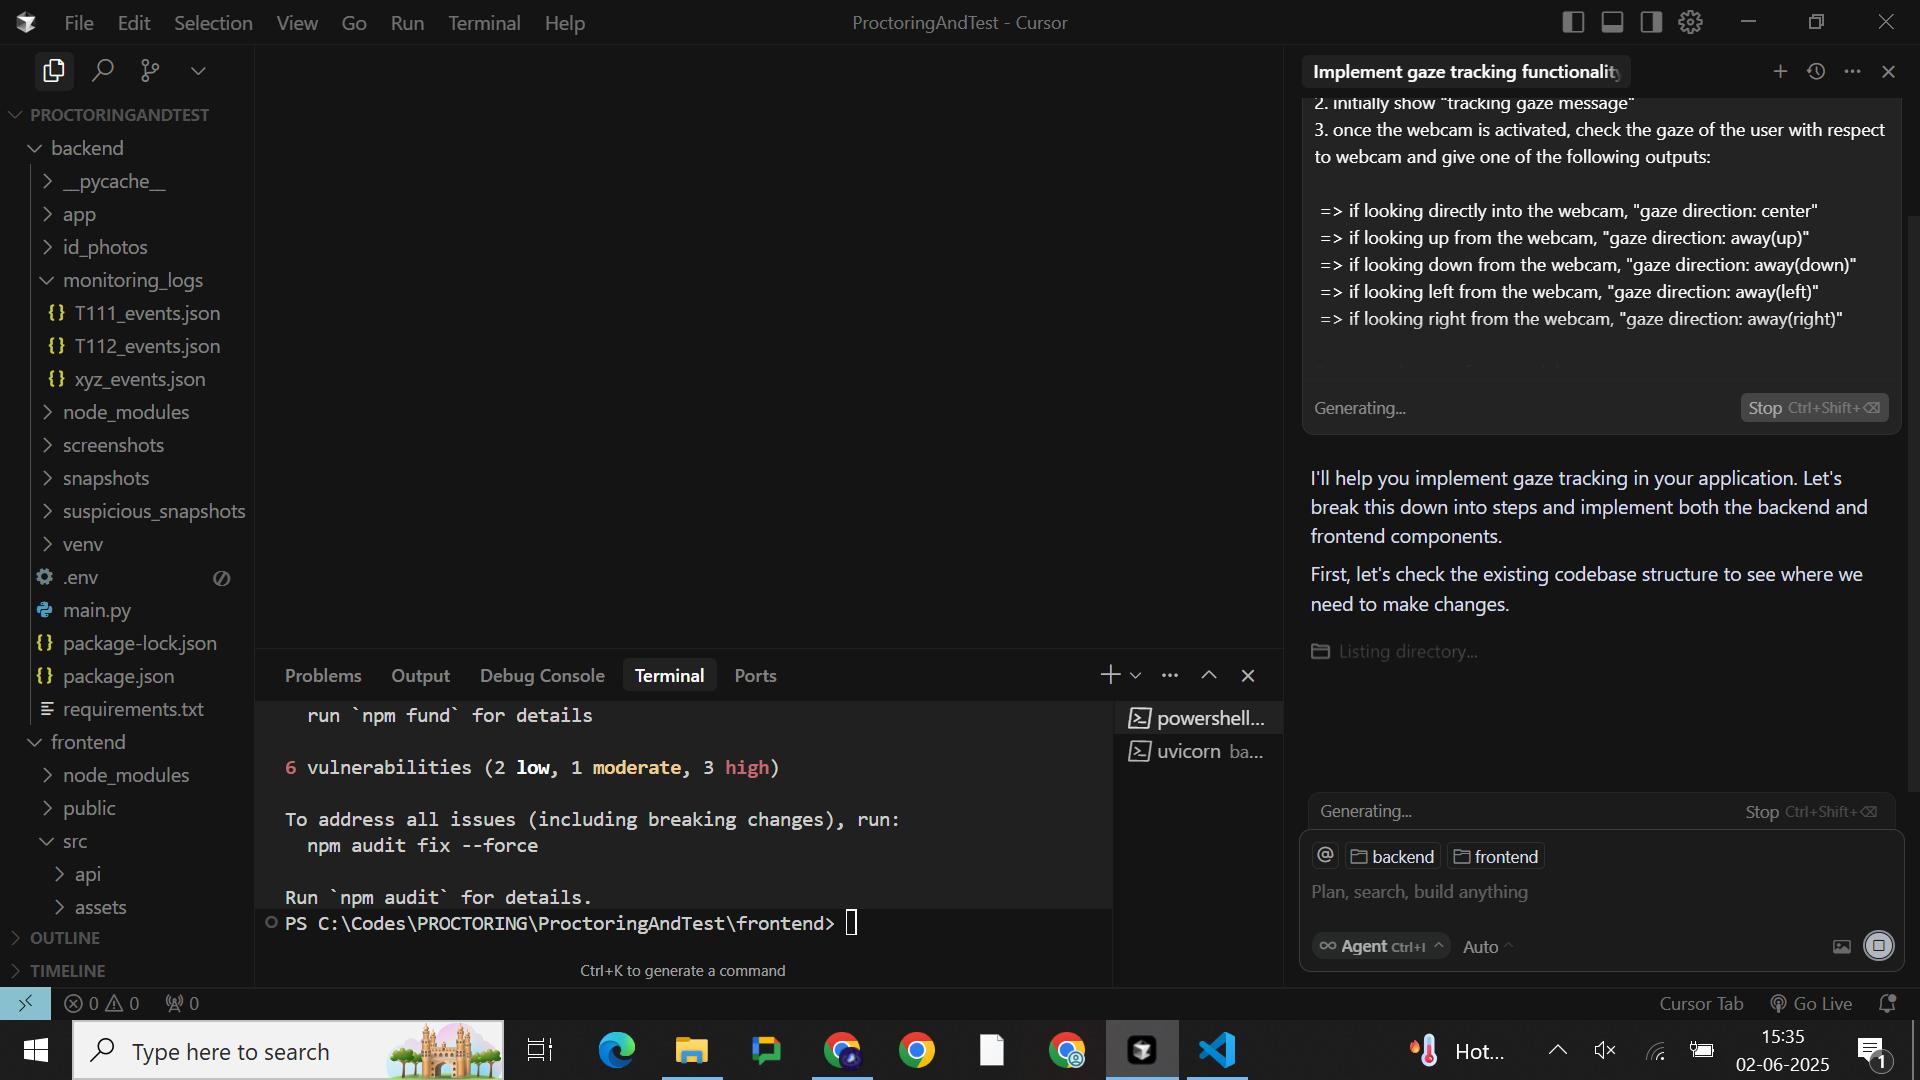 File Edit Selection View Go Run Terminal Help
ProctoringAndTest - Cursor
PROCTORINGANDTEST
backend
__pycache__
app
id_photos
monitoring_logs
{} T111_events.json
{} T112_events.json
{} xyz_events.json
node_modules
screenshots
snapshots
suspicious_snapshots
venv
.env
main.py
{} package-lock.json
{} package.json
requirements.txt
frontend
node_modules
public
src
api
assets
OUTLINE
TIMELINE
Problems Output Debug Console Terminal Ports
run `npm fund` for details
6 vulnerabilities (2 low, 1 moderate, 3 high)
To address all issues (including breaking changes), run:
npm audit fix --force
Run `npm audit` for details.
PS C:\Codes\PROCTORING\ProctoringAndTest\frontend>
Ctrl+K to generate a command
powershell...
uvicorn ba...
Implement gaze tracking functionality
2. initially show "tracking gaze message"
3. once the webcam is activated, check the gaze of the user with respect
to webcam and give one of the following outputs:
=> if looking directly into the webcam, "gaze direction: center"
=> if looking up from the webcam, "gaze direction: away(up)"
=> if looking down from the webcam, "gaze direction: away(down)"
=> if looking left from the webcam, "gaze direction: away(left)"
=> if looking right from the webcam, "gaze direction: away(right)"
Generating... Stop Ctrl+Shift+⌫
I'll help you implement gaze tracking in your application. Let's
break this down into steps and implement both the backend and
frontend components.
First, let's check the existing codebase structure to see where we
need to make changes.
Listing directory...
Generating... Stop Ctrl+Shift+⌫
@ backend frontend
Plan, search, build anything
∞ Agent Ctrl+I Auto
0 0 0
Cursor Tab Go Live
Type here to search
Hot...
15:35
02-06-2025
1